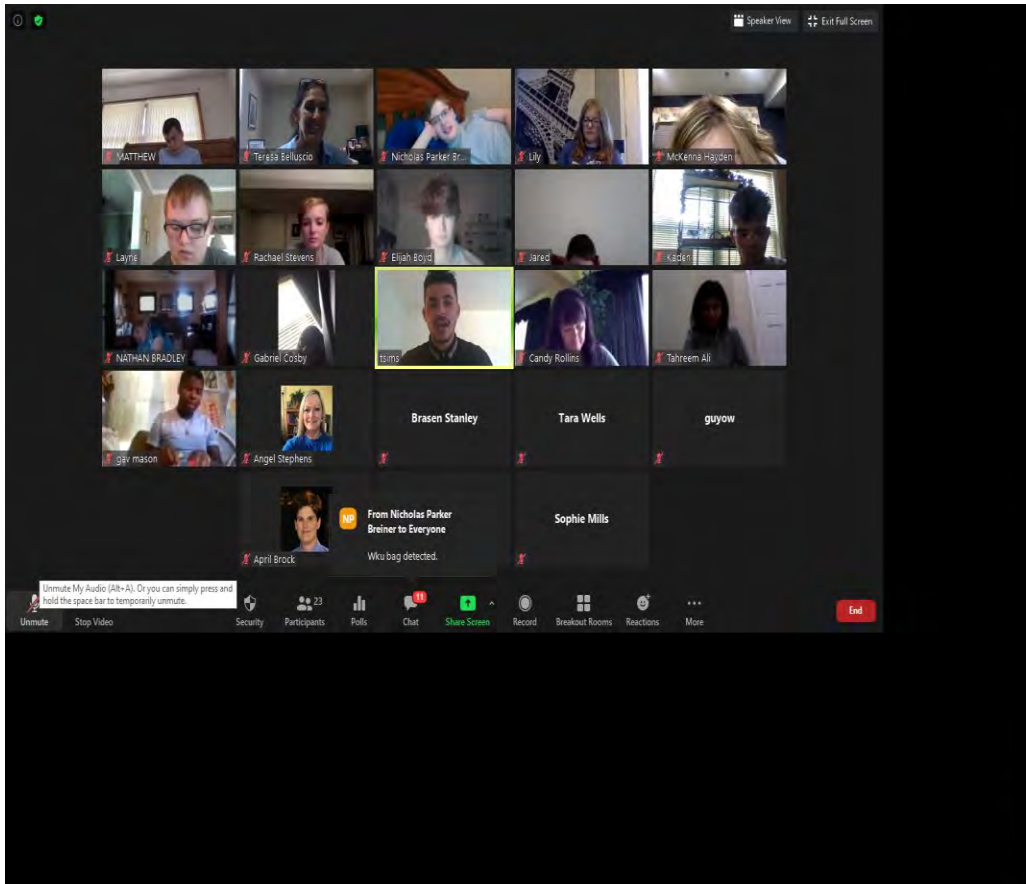 Speaker View
Exit Full Screen
MATTHEW
Teresa Belluscio
Nicholas Parker Br...
Lily
McKenna Hayden
Layne
Rachael Stevens
Elijah Boyd
Jared
Kaden
NATHAN BRADLEY
Gabriel Cosby
tsims
Candy Rollins
Tahreem Ali
gav mason
Angel Stephens
Brasen Stanley
Tara Wells
guyow
April Brock
NP
From Nicholas Parker
Breiner to Everyone
Wku bag detected.
Sophie Mills
Unmute My Audio (Alt+A). Or you can simply press and
hold the space bar to temporarily unmute.
Unmute
Stop Video
Security
23
Participants
Polls
11
Chat
Share Screen
Record
Breakout Rooms
Reactions
More
End